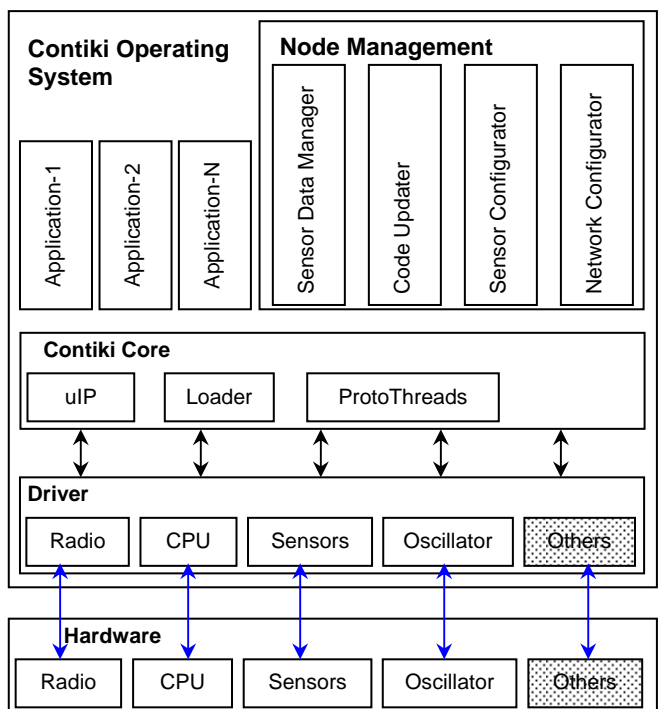 Contiki Operating
System
Node Management
Application-1
Application-2
Application-N
Sensor Data Manager
Code Updater
Sensor Configurator
Network Configurator
Contiki Core
uIP
Loader
ProtoThreads
Driver
Radio
CPU
Sensors
Oscillator
Others
Hardware
Radio
CPU
Sensors
Oscillator
Others